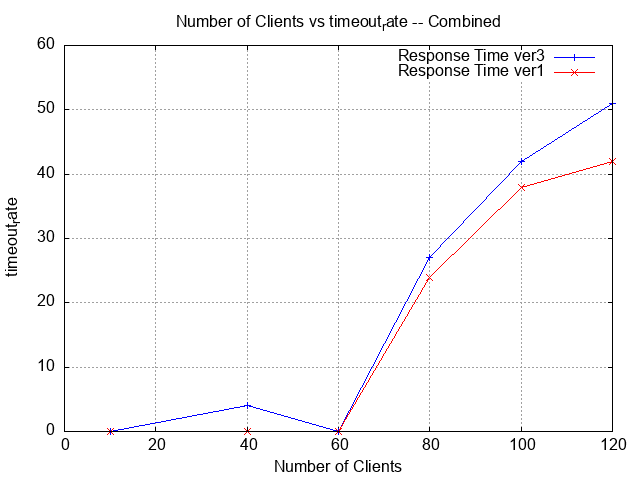 Number of Clients vs timeout_rate -- Combined
Response Time ver3
Response Time ver1
timeout_rate
60
50
40
30
20
10
0
0 20 40 60 80 100 120
Number of Clients